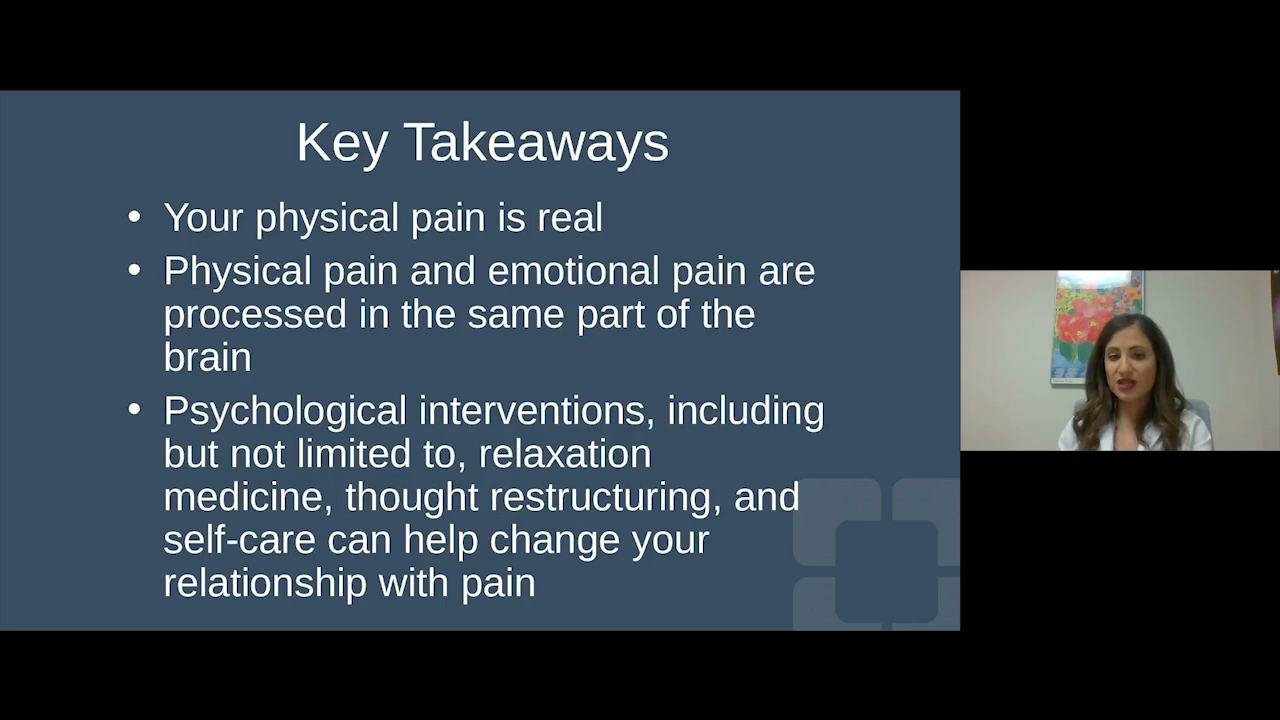 Key Takeaways
• Your physical pain is real
• Physical pain and emotional pain are
processed in the same part of the
brain
• Psychological interventions, including
but not limited to, relaxation
medicine, thought restructuring, and
self-care can help change your
relationship with pain